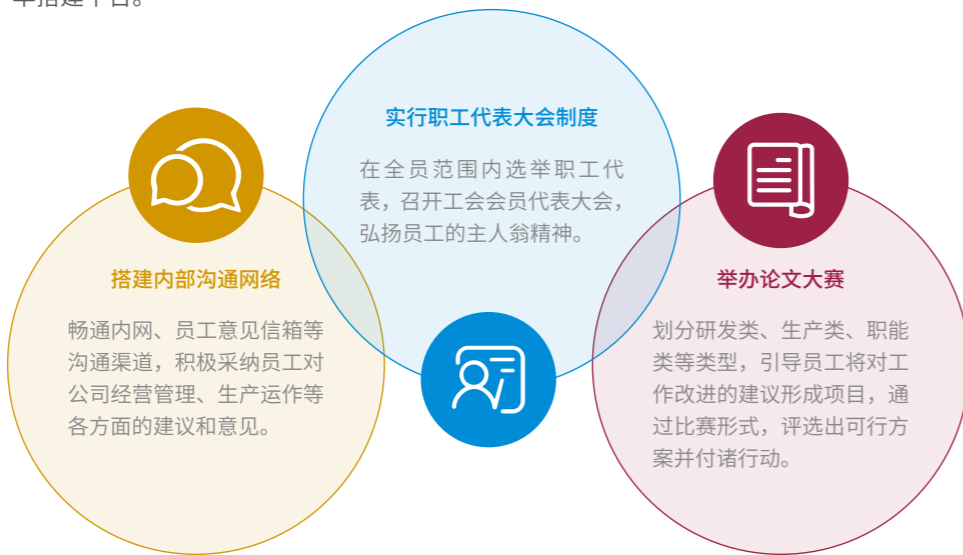 搭建内部沟通网络
畅通内网、员工意见信箱等
沟通渠道，积极采纳员工对
公司经营管理、生产运作等
各方面的建议和意见。
实行职工代表大会制度
在全员范围内选举职工代
表，召开工会会员代表大会，
弘扬员工的主人翁精神。
举办论文大赛
划分研发类、生产类、职能
类等类型，引导员工将对工
作改进的建议形成项目，通
过比赛形式，评选出可行方
案并付诸行动。